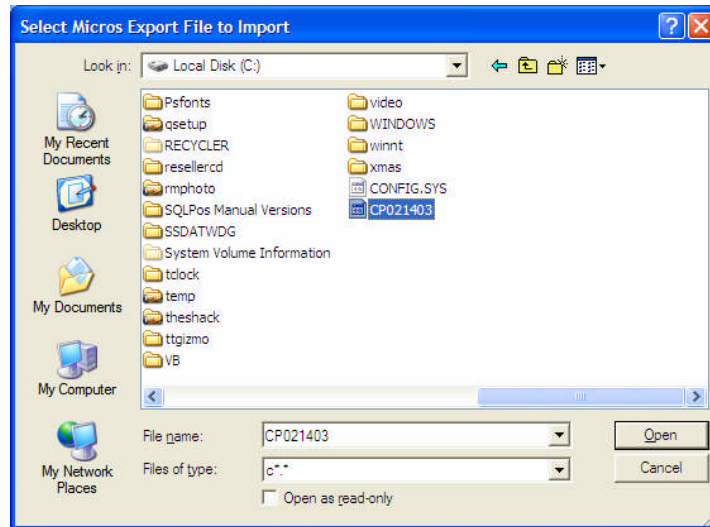 Select Micros Export File to Import
Look in:
Local Disk (C:)
My Recent
Documents
Desktop
My Documents
My Computer
My Network
Places
Psfonts
qsetup
RECYCLER
resellercd
rmphoto
SQLPos Manual Versions
SSDATWDG
System Volume Information
tclock
temp
theshack
ttgizmo
VB
video
WINDOWS
winnt
xmas
CONFIG.SYS
CP021403
File name:
CP021403
Open
Files of type:
c*.*
Cancel
Open as read-only